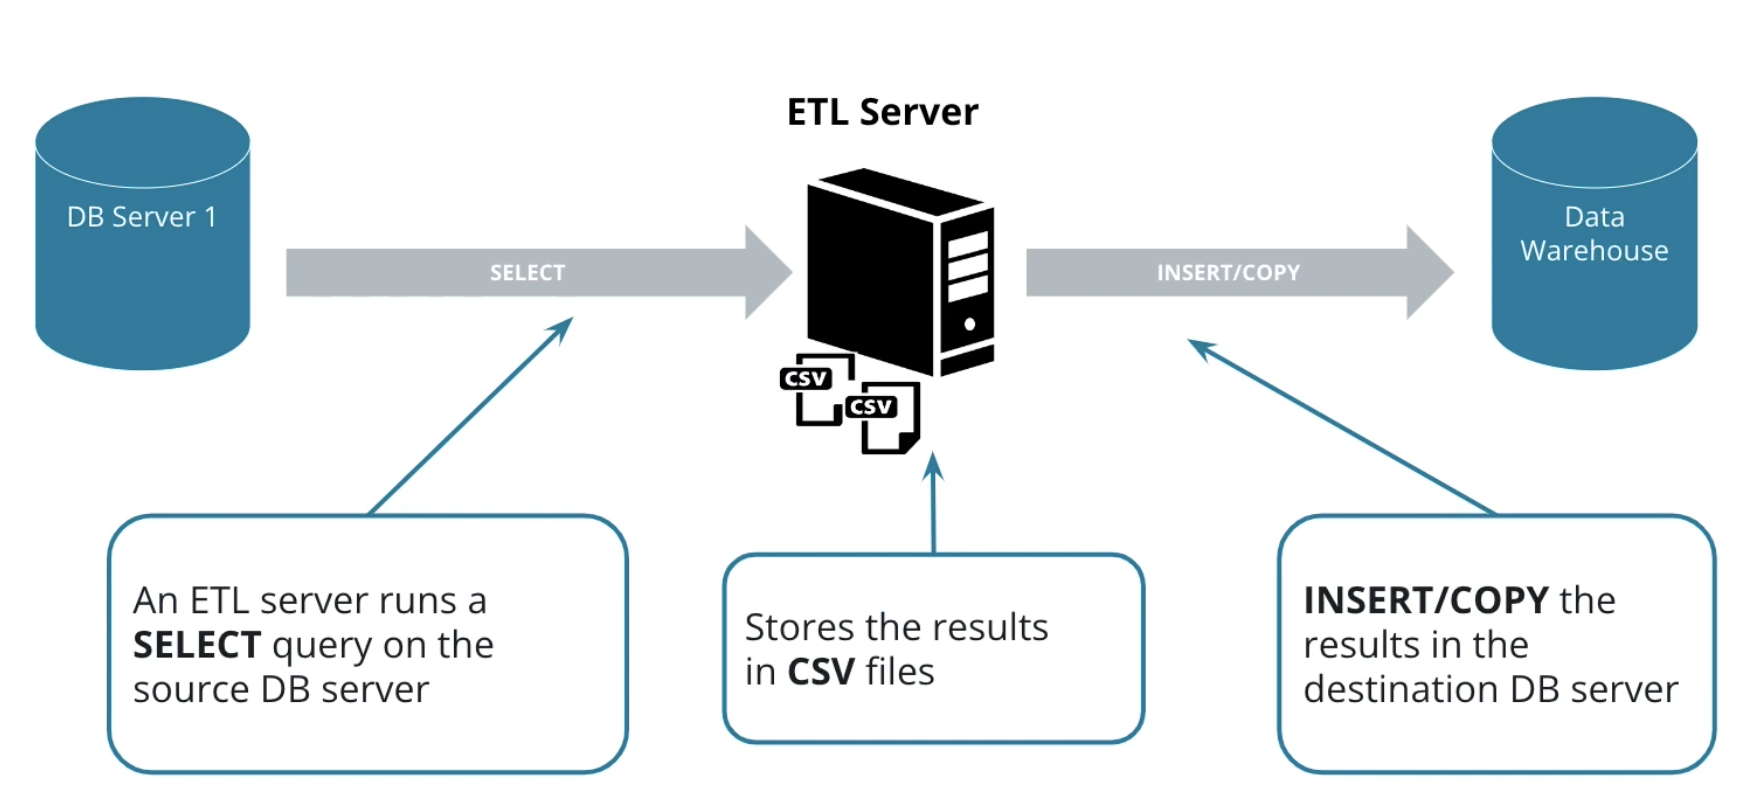 ETL Server
DB Server 1
Data
Warehouse
SELECT
INSERT/COPY
CSV
CSV
An ETL server runs a
SELECT query on the
source DB server
Stores the results
in CSV files
INSERT/COPY the
results in the
destination DB server